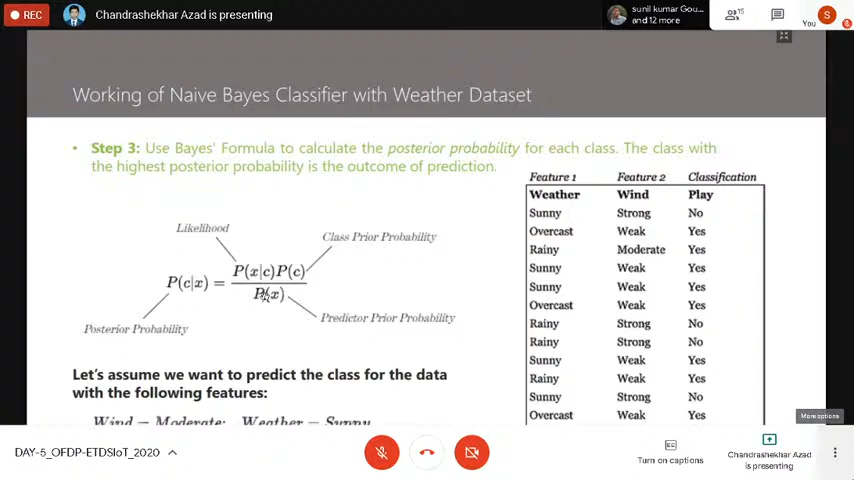 REC
Chandrashekhar Azad is presenting
sunil kumar Gou...
and 12 more
15
You
S
Working of Naive Bayes Classifier with Weather Dataset
• Step 3: Use Bayes' Formula to calculate the posterior probability for each class. The class with
the highest posterior probability is the outcome of prediction.
Likelihood
Class Prior Probability
P(c|x) = P(x|c)P(c)
P(x)
Posterior Probability
Predictor Prior Probability
Let's assume we want to predict the class for the data
with the following features:
Wind = Moderate; Weather = Sunny
Feature 1 Feature 2 Classification
Weather Wind Play
Sunny Strong No
Overcast Weak Yes
Rainy Moderate Yes
Sunny Weak Yes
Sunny Weak Yes
Overcast Weak Yes
Rainy Strong No
Rainy Strong No
Sunny Weak Yes
Rainy Weak Yes
Sunny Strong No
Overcast Weak Yes
More options
DAY-5_OFDP-ETDSIoT_2020
Turn on captions
Chandrashekhar Azad
is presenting